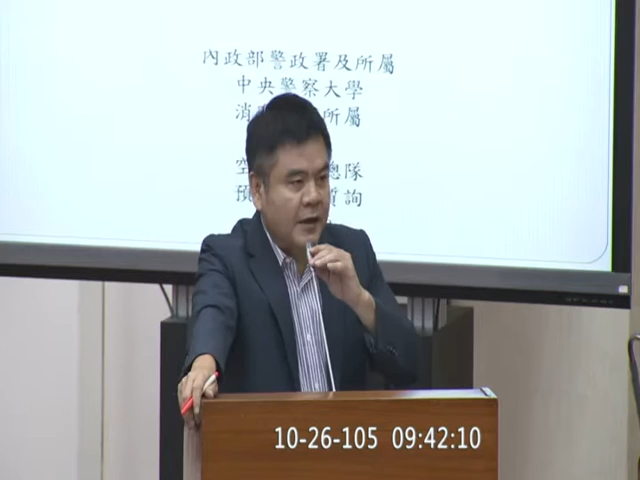 內政部警政署及所屬
中央警察大學
消 所屬
空 總隊
預 質詢
10-26-105 09:42:10